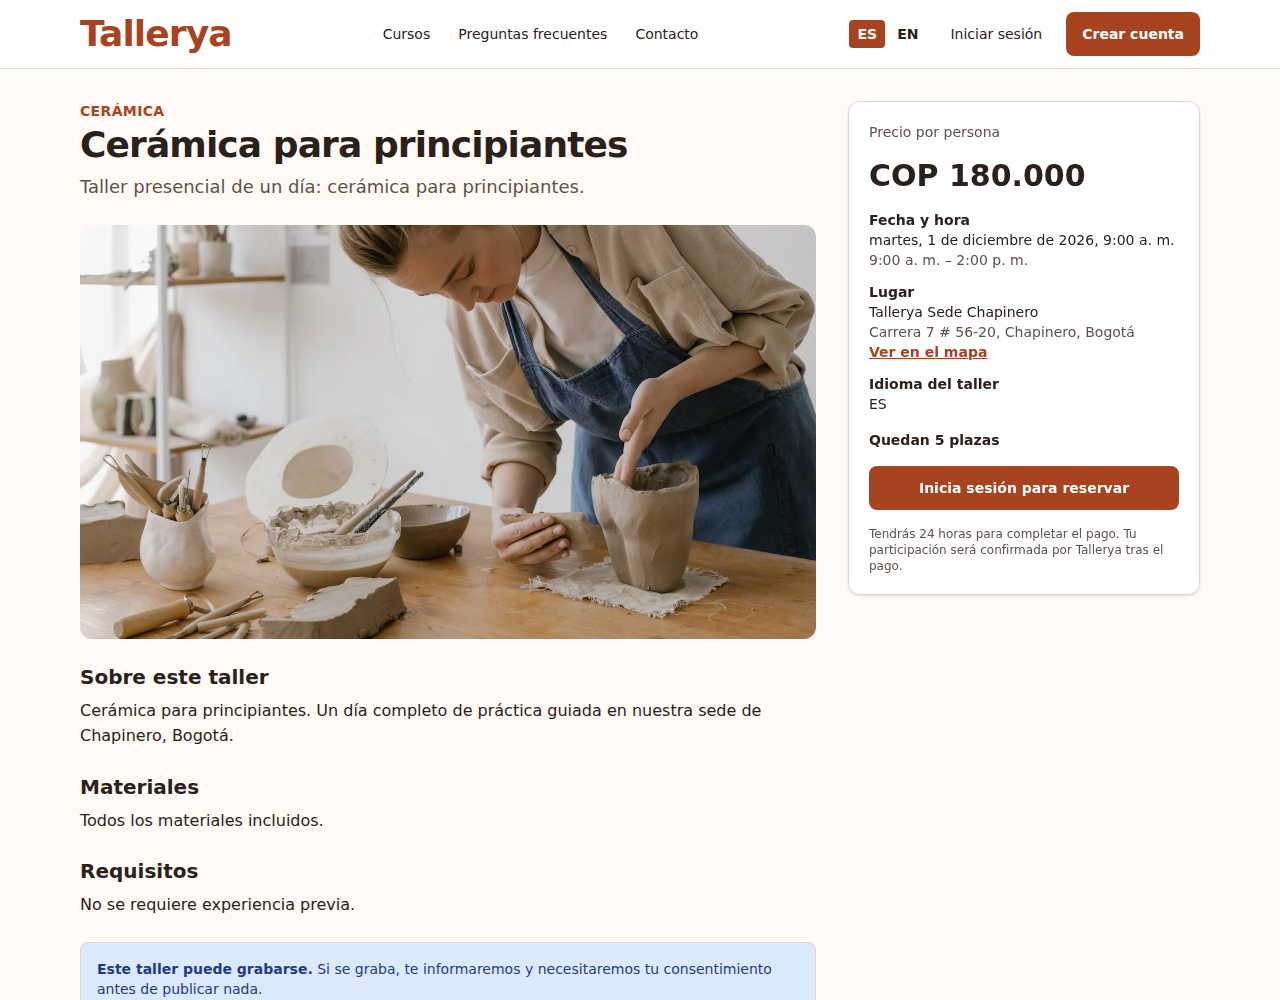 Tallerya
Cursos
Preguntas frecuentes
Contacto
ES
EN
Iniciar sesión
Crear cuenta
CERÁMICA
Cerámica para principiantes
Taller presencial de un día: cerámica para principiantes.
Sobre este taller
Cerámica para principiantes. Un día completo de práctica guiada en nuestra sede de
Chapinero, Bogotá.
Materiales
Todos los materiales incluidos.
Requisitos
No se requiere experiencia previa.
Este taller puede grabarse. Si se graba, te informaremos y necesitaremos tu consentimiento
antes de publicar nada.
Precio por persona
COP 180.000
Fecha y hora
martes, 1 de diciembre de 2026, 9:00 a. m.
9:00 a. m. – 2:00 p. m.
Lugar
Tallerya Sede Chapinero
Carrera 7 # 56-20, Chapinero, Bogotá
Ver en el mapa
Idioma del taller
ES
Quedan 5 plazas
Inicia sesión para reservar
Tendrás 24 horas para completar el pago. Tu
participación será confirmada por Tallerya tras el
pago.